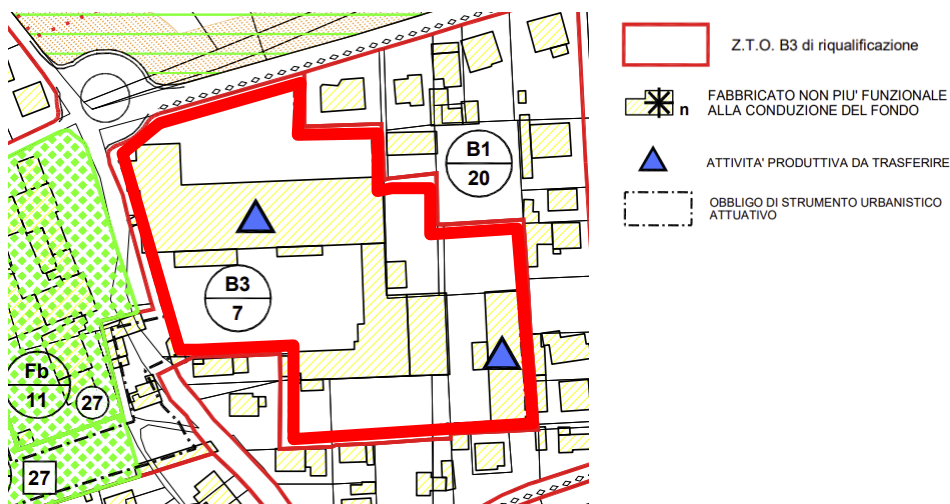 B1
20
B3
7
Fb
11
27
27
Z.T.O. B3 di riqualificazione
n
FABBRICATO NON PIU' FUNZIONALE
ALLA CONDUZIONE DEL FONDO
ATTIVITA' PRODUTTIVA DA TRASFERIRE
OBBLIGO DI STRUMENTO URBANISTICO
ATTUATIVO